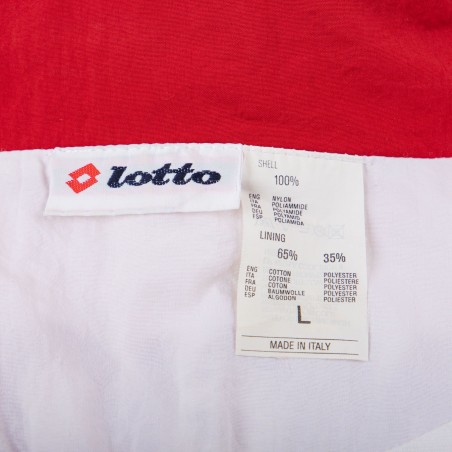 lotto
SHELL
100%
ENG NYLON
ITA POLIAMMIDE
FRA POLYAMIDE
DEU POLYAMID
ESP POLIAMIDA
LINING
65% 35%
ENG COTTON POLYESTER
ITA COTONE POLIESTERE
FRA COTON POLYESTER
DEU BAUMWOLLE POLYESTER
ESP ALGODON POLIESTER
L
MADE IN ITALY